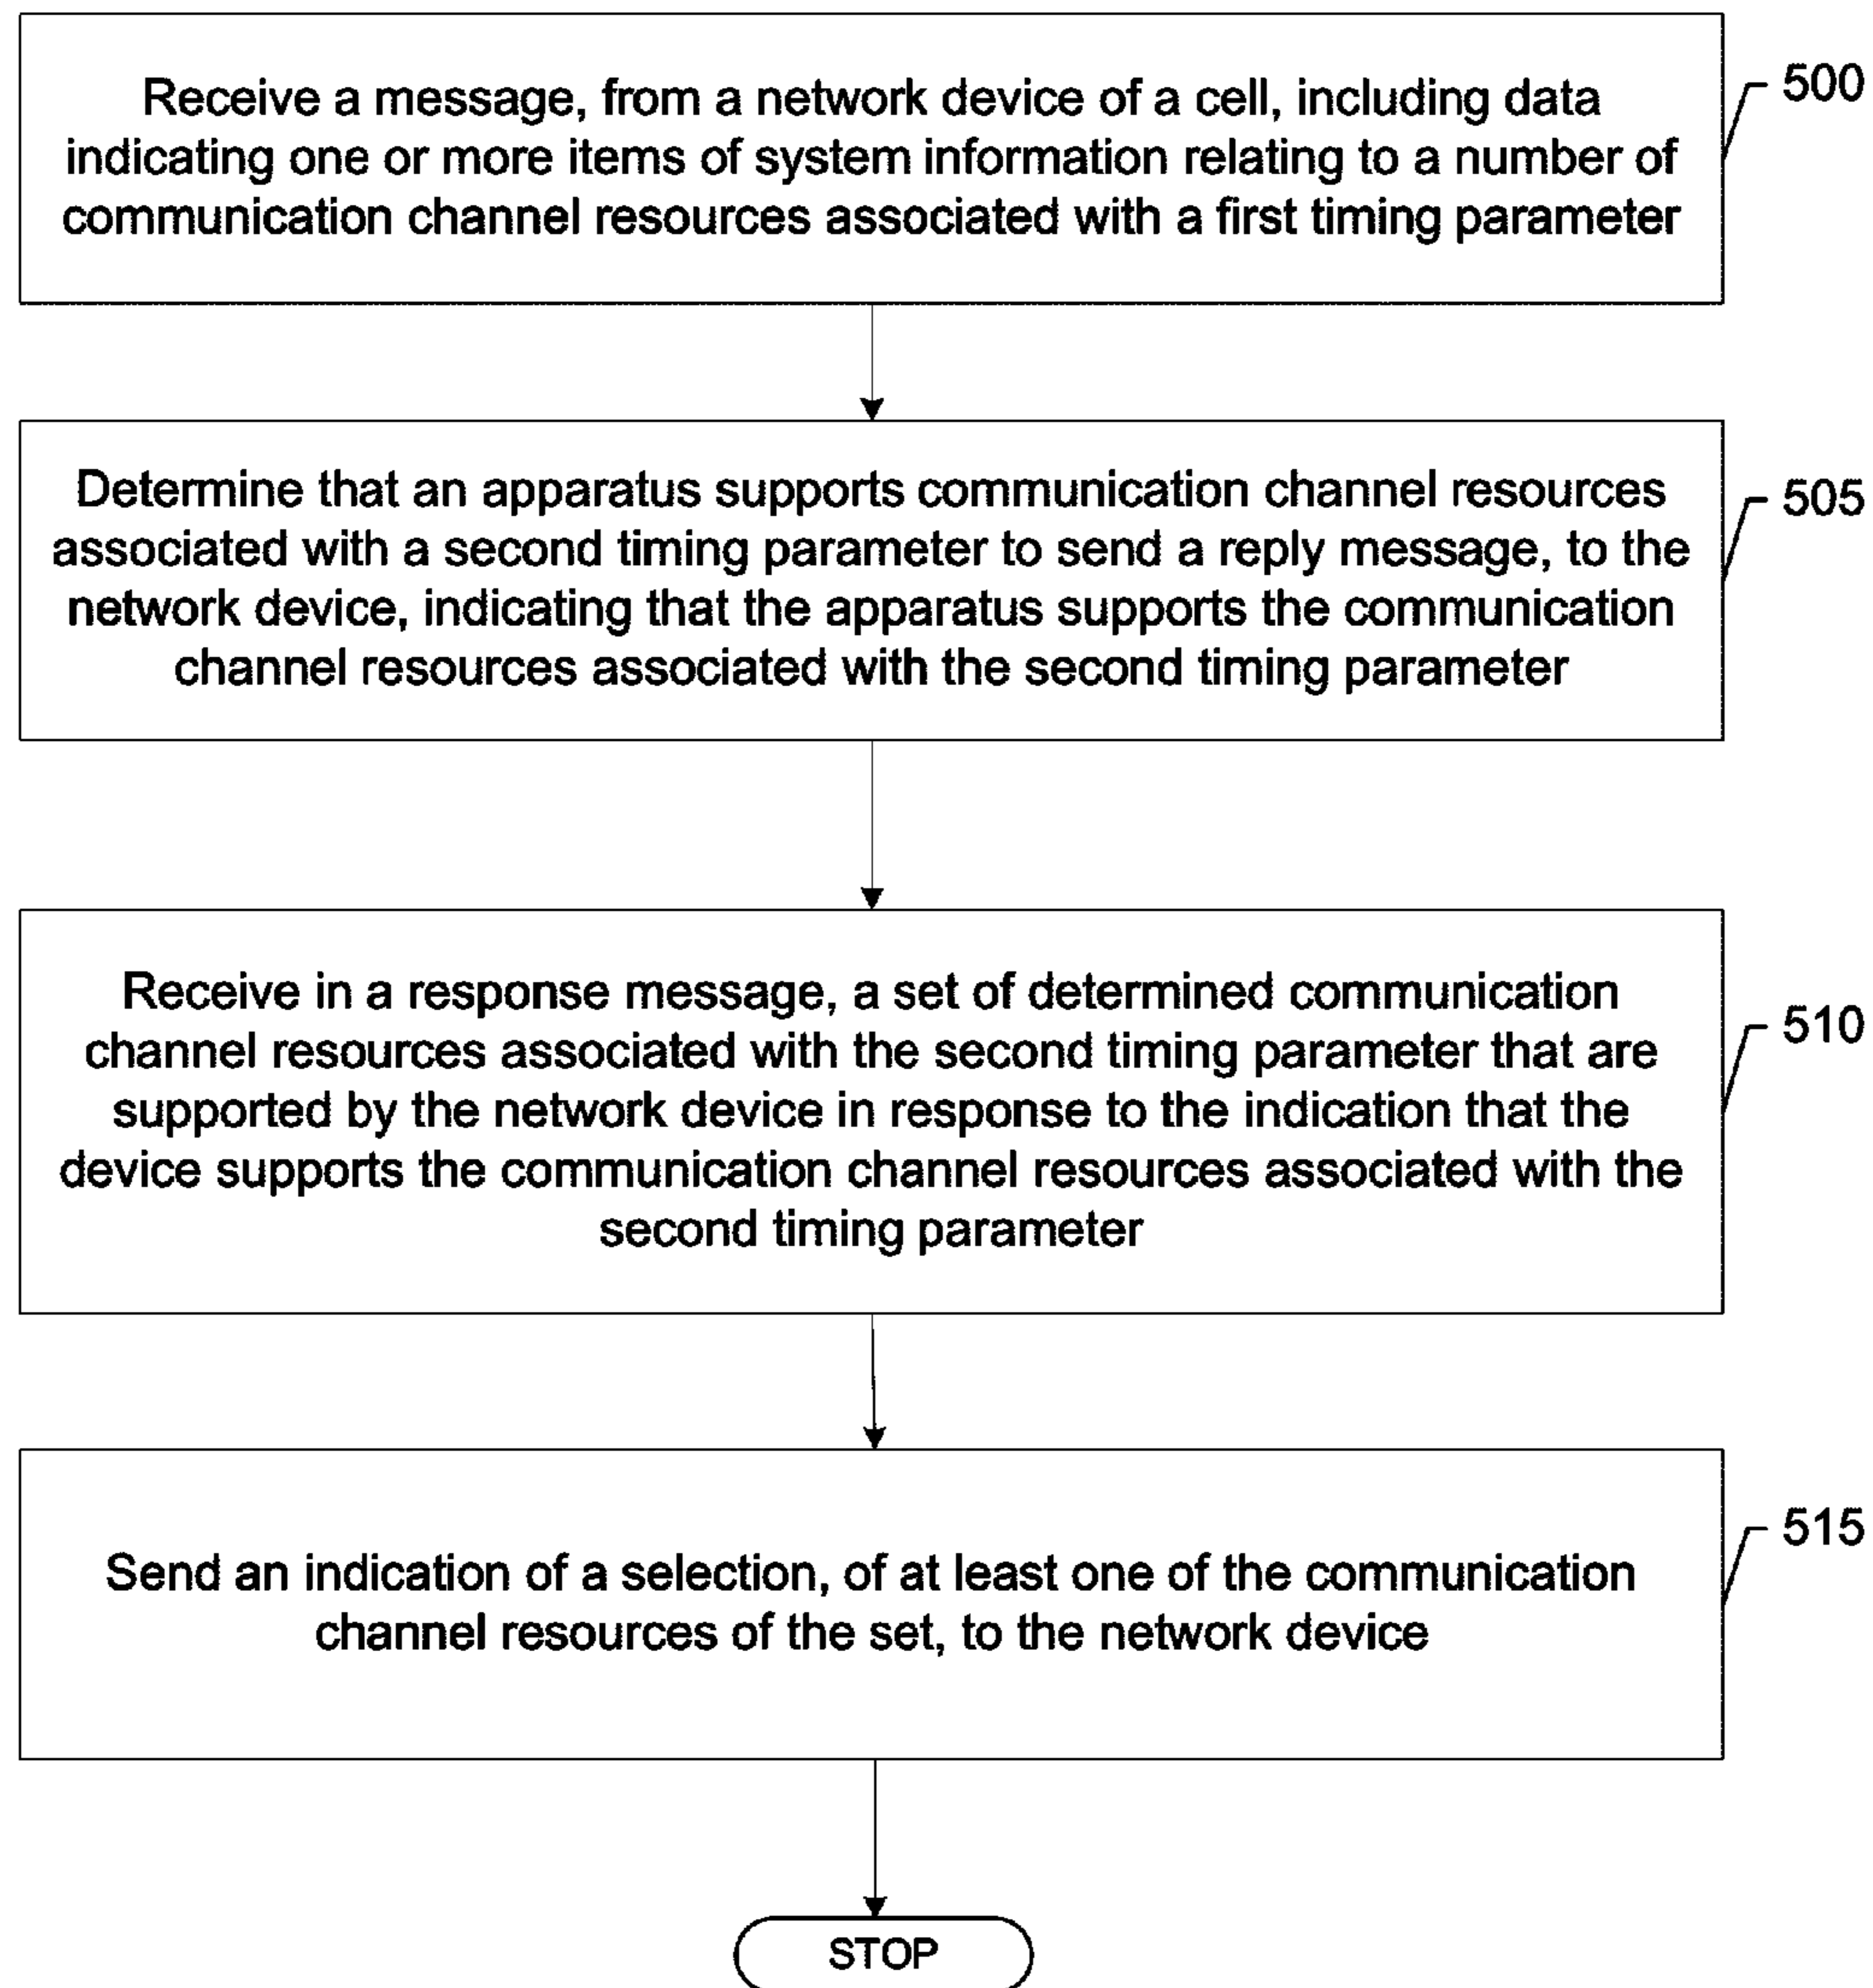 Receive a message, from a network device of a cell, including data
indicating one or more items of system information relating to a number of
communication channel resources associated with a first timing parameter
500
Determine that an apparatus supports communication channel resources
associated with a second timing parameter to send a reply message, to the
network device, indicating that the apparatus supports the communication
channel resources associated with the second timing parameter
505
Receive in a response message, a set of determined communication
channel resources associated with the second timing parameter that are
supported by the network device in response to the indication that the
device supports the communication channel resources associated with the
second timing parameter
510
Send an indication of a selection, of at least one of the communication
channel resources of the set, to the network device
515
STOP